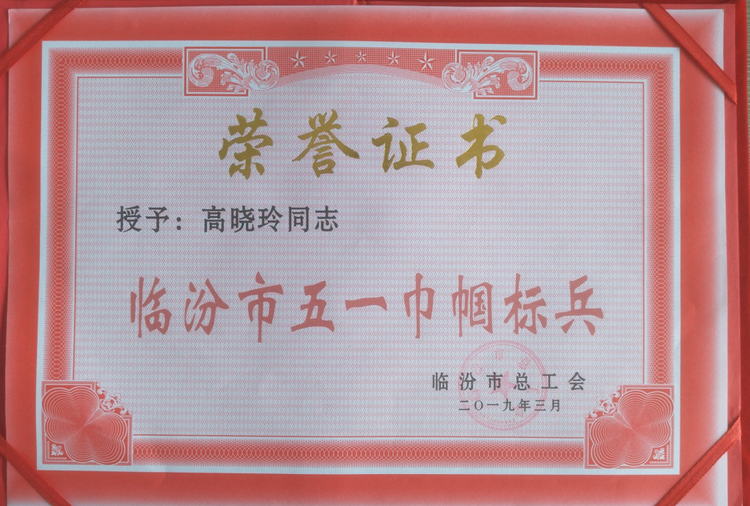 荣誉证书
授予：高晓玲同志
临汾市五一巾帼标兵
临汾市总工会
二〇一九年三月